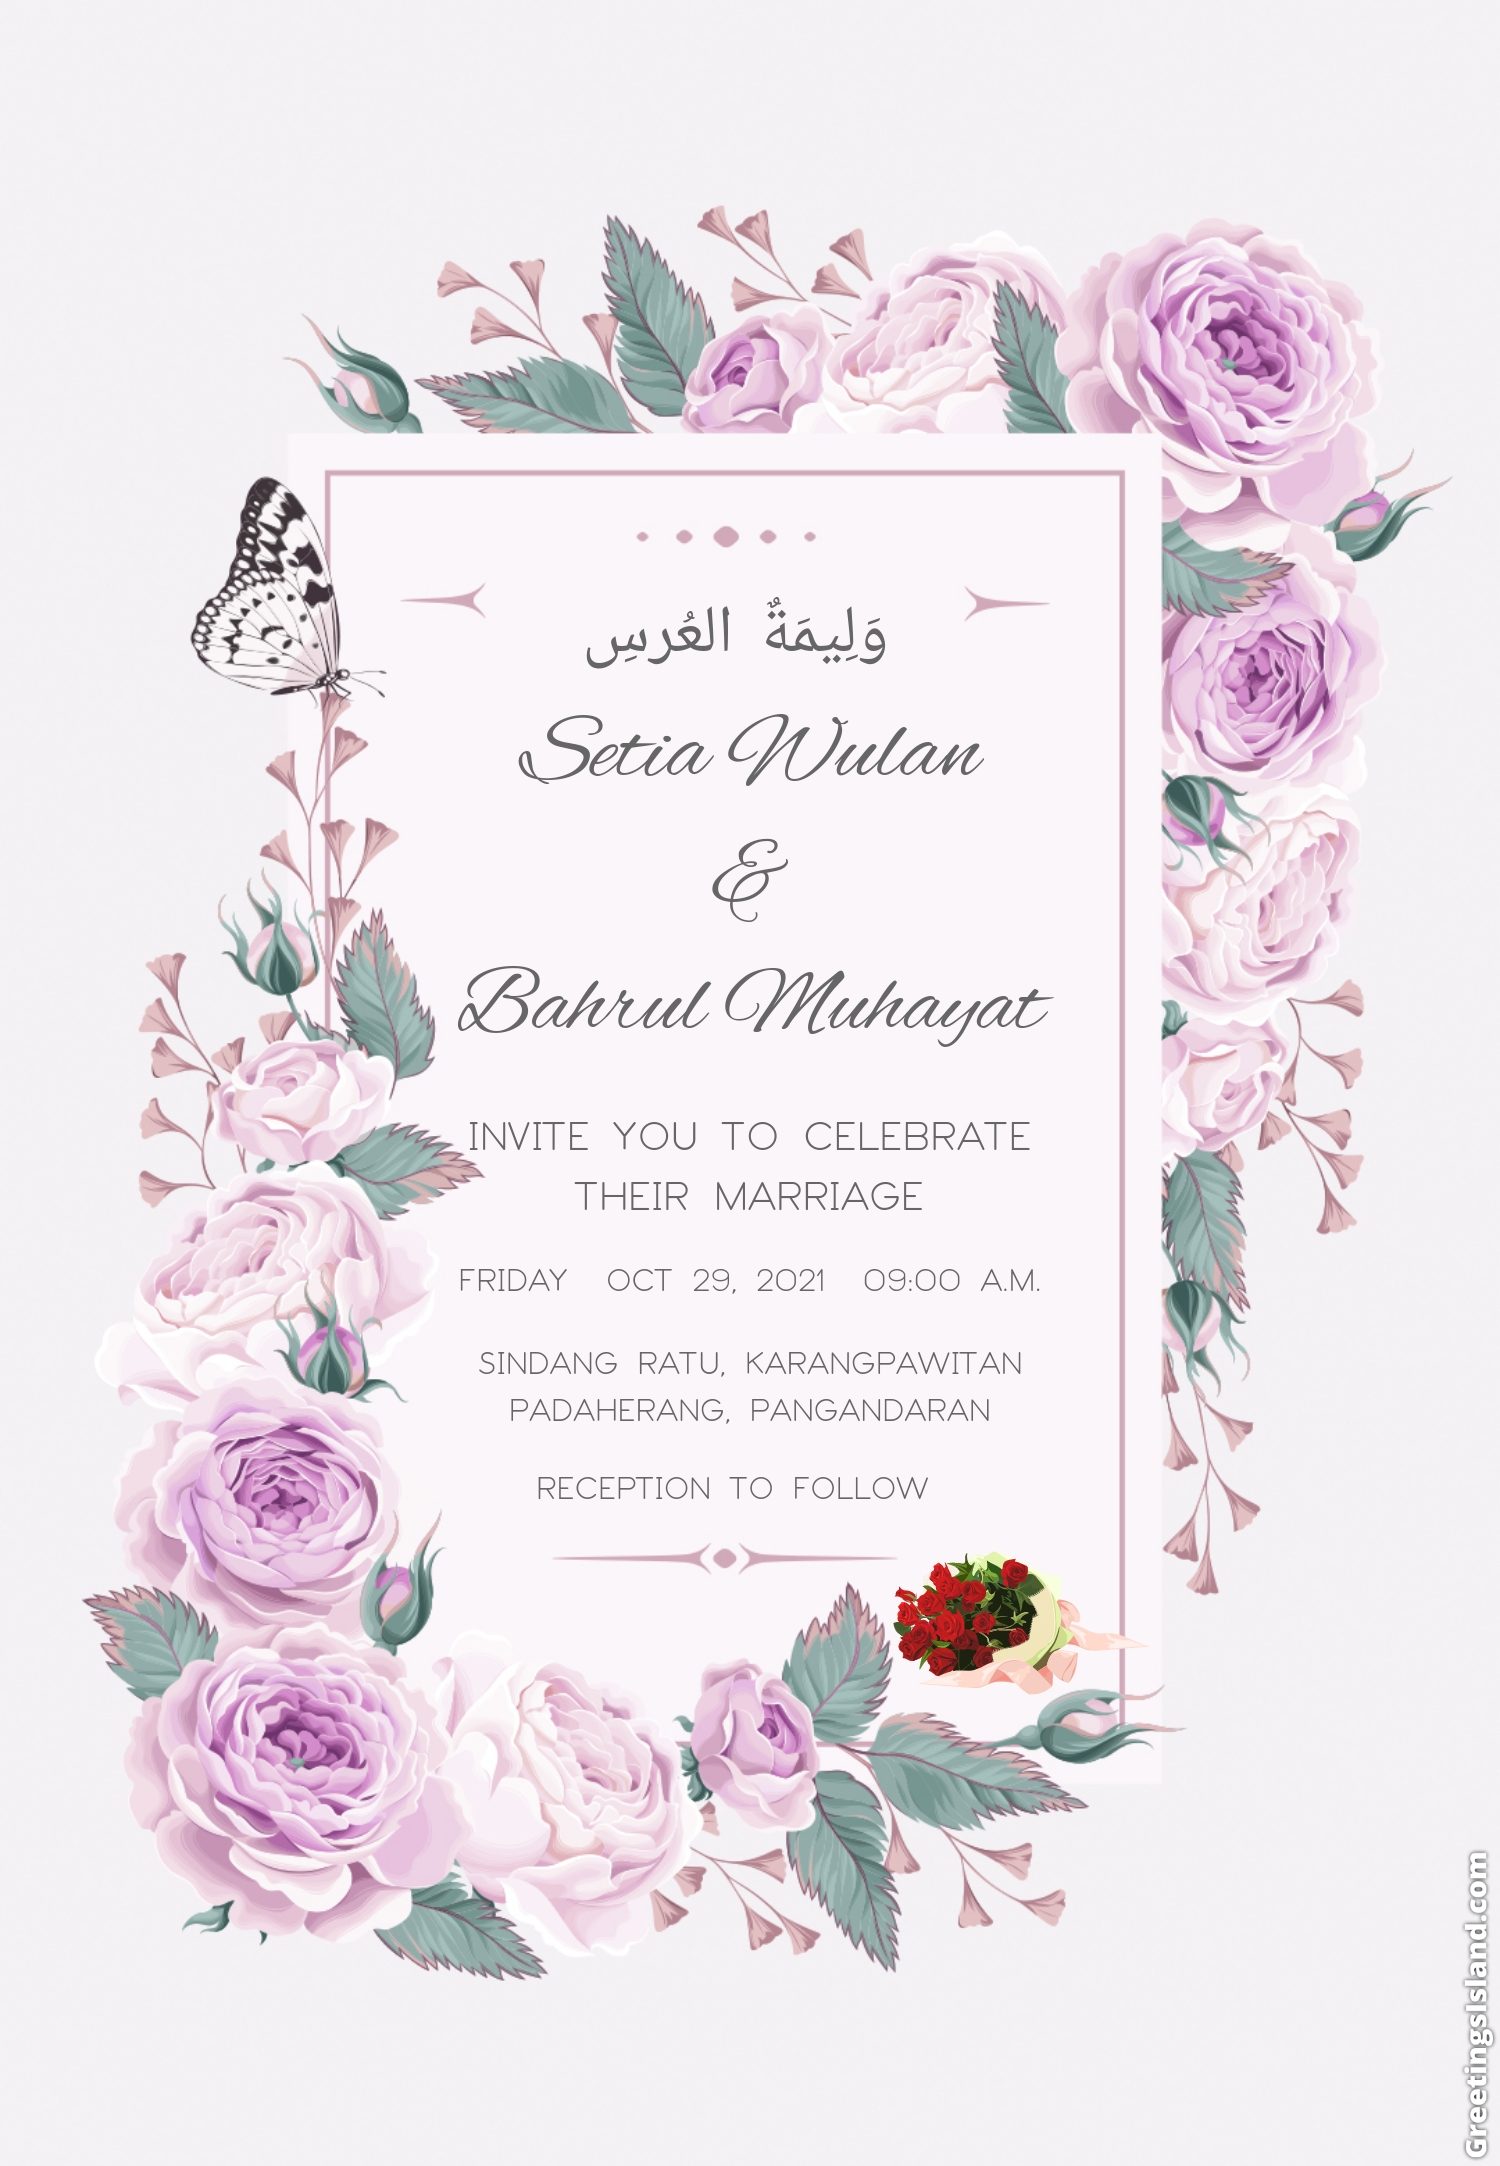 وَلِيمَةٌ العُرسِ
Setia Wulan
&
Bahrul Muhayat
INVITE YOU TO CELEBRATE
THEIR MARRIAGE
FRIDAY OCT 29, 2021 09:00 A.M.
SINDANG RATU, KARANGPAWITAN
PADAHERANG, PANGANDARAN
RECEPTION TO FOLLOW
GreetingsIsland.com